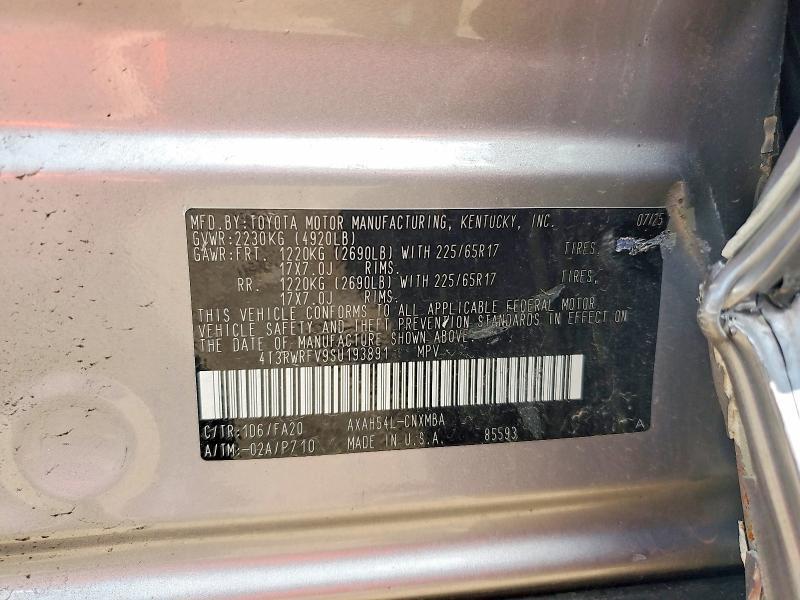 MFD.BY:TOYOTA MOTOR MANUFACTURING, KENTUCKY, INC. 07/25
GVWR:2230KG (4920LB)
GAWR:FRT. 1220KG (2690LB) WITH 225/65R17 TIRES,
17X7.0J RIMS.
RR. 1220KG (2690LB) WITH 225/65R17 TIRES,
17X7.0J RIMS.
THIS VEHICLE CONFORMS TO ALL APPLICABLE FEDERAL MOTOR
VEHICLE SAFETY AND THEFT PREVENTION STANDARDS IN EFFECT ON
THE DATE OF MANUFACTURE SHOWN ABOVE.
4T3RWRFV9SU193891 MPV
C/TR:1D6/FA20 AXAH54L-CNXMBA
A/TM:-02A/P710 MADE IN U.S.A. 85593 A